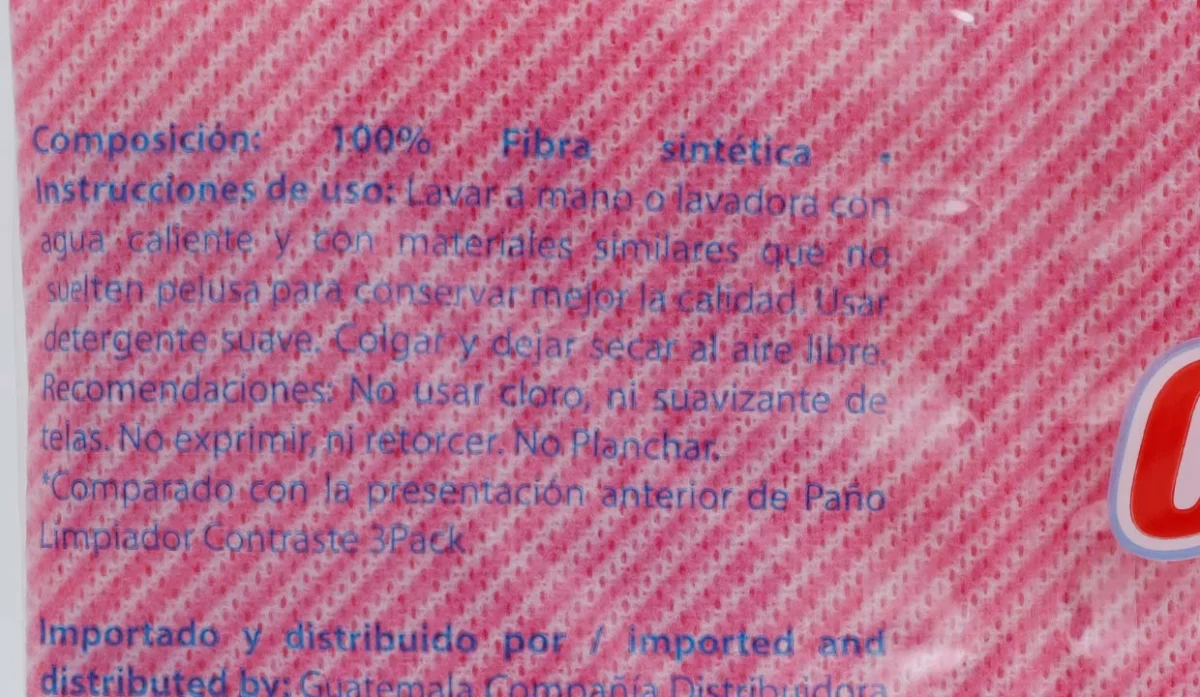 Composición: 100% Fibra sintética -
Instrucciones de uso: Lavar a mano o lavadora con
agua caliente y con materiales similares que no
suelten pelusa para conservar mejor la calidad. Usar
detergente suave. Colgar y dejar secar al aire libre.
Recomendaciones: No usar cloro, ni suavizante de
telas. No exprimir, ni retorcer. No Planchar.
*Comparado con la presentación anterior de Paño
Limpiador Contraste 3Pack
Importado y distribuido por / imported and
distributed by: Guatemala Compañía Distribuidora